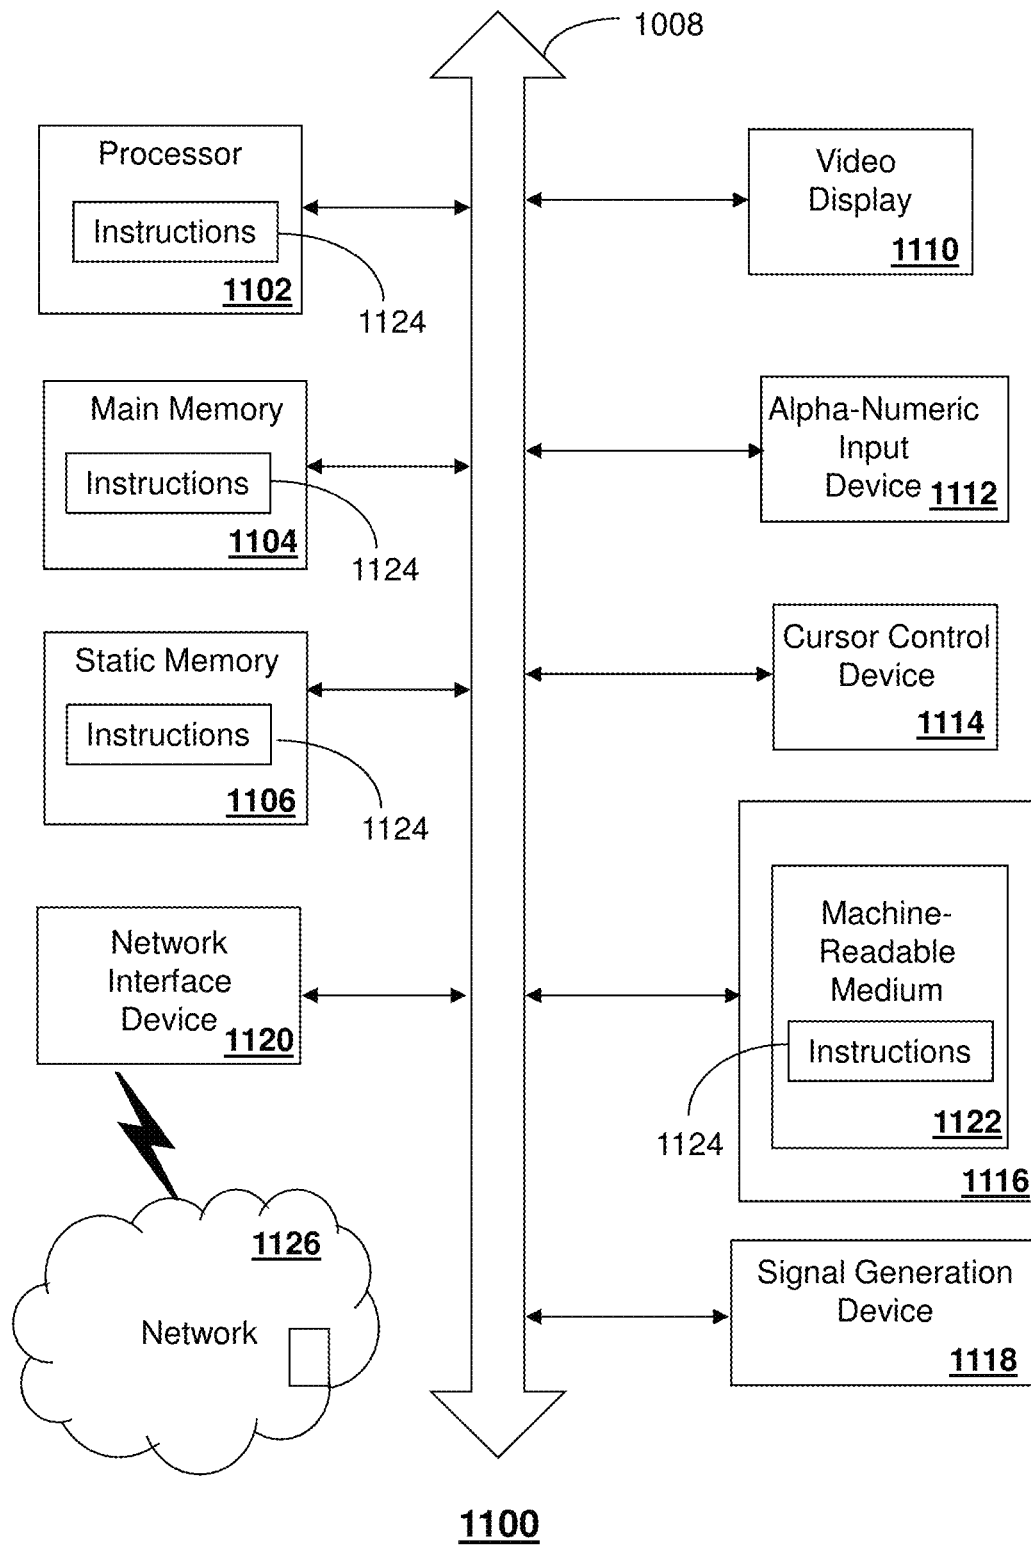 1008
Processor
Instructions
1102
1124
Main Memory
Instructions
1104
1124
Static Memory
Instructions
1106
1124
Network
Interface
Device
1120
1126
Network
Video
Display
1110
Alpha-Numeric
Input
Device 1112
Cursor Control
Device
1114
Machine-
Readable
Medium
Instructions
1124
1122
1116
Signal Generation
Device
1118
1100